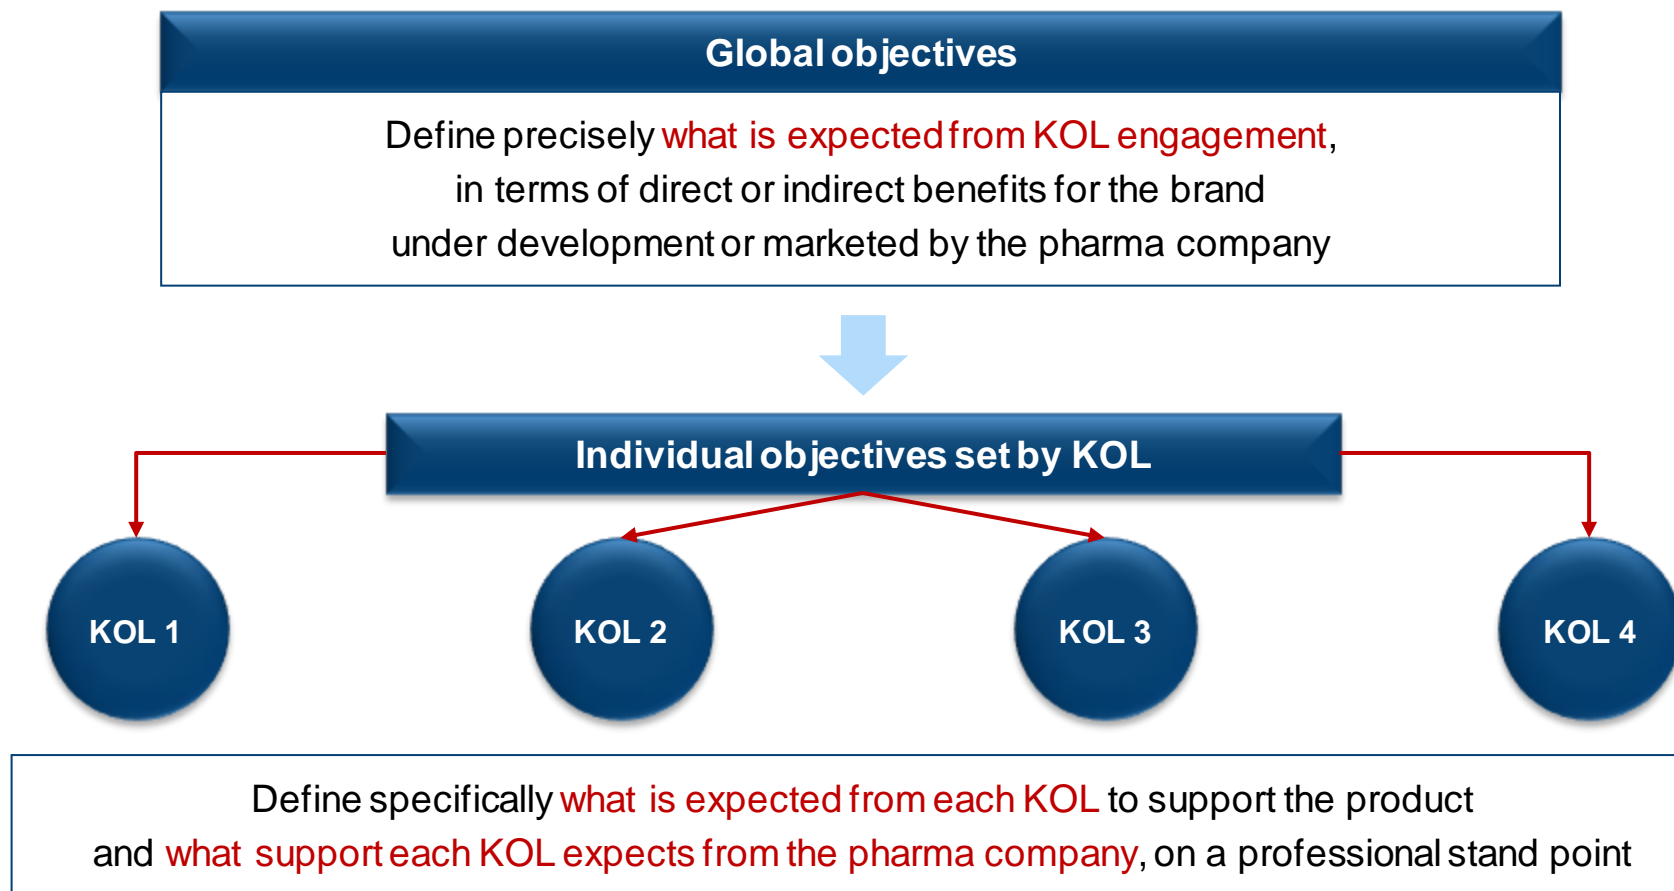 Global objectives
Define precisely what is expected from KOL engagement,
in terms of direct or indirect benefits for the brand
under development or marketed by the pharma company
Individual objectives set by KOL
KOL 1
KOL 2
KOL 3
KOL 4
Define specifically what is expected from each KOL to support the product
and what support each KOL expects from the pharma company, on a professional stand point